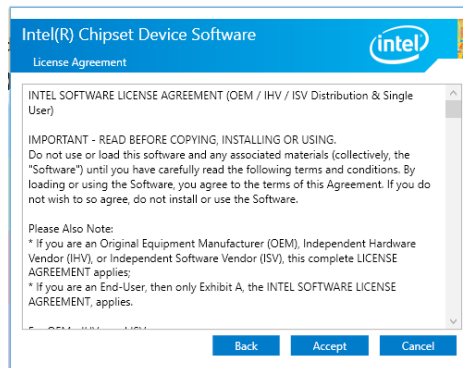 Intel(R) Chipset Device Software
intel
License Agreement
INTEL SOFTWARE LICENSE AGREEMENT (OEM / IHV / ISV Distribution & Single
User)
IMPORTANT - READ BEFORE COPYING, INSTALLING OR USING.
Do not use or load this software and any associated materials (collectively, the
"Software") until you have carefully read the following terms and conditions. By
loading or using the Software, you agree to the terms of this Agreement. If you do
not wish to so agree, do not install or use the Software.
Please Also Note:
* If you are an Original Equipment Manufacturer (OEM), Independent Hardware
Vendor (IHV), or Independent Software Vendor (ISV), this complete LICENSE
AGREEMENT applies;
* If you are an End-User, then only Exhibit A, the INTEL SOFTWARE LICENSE
AGREEMENT, applies.
Back Accept Cancel